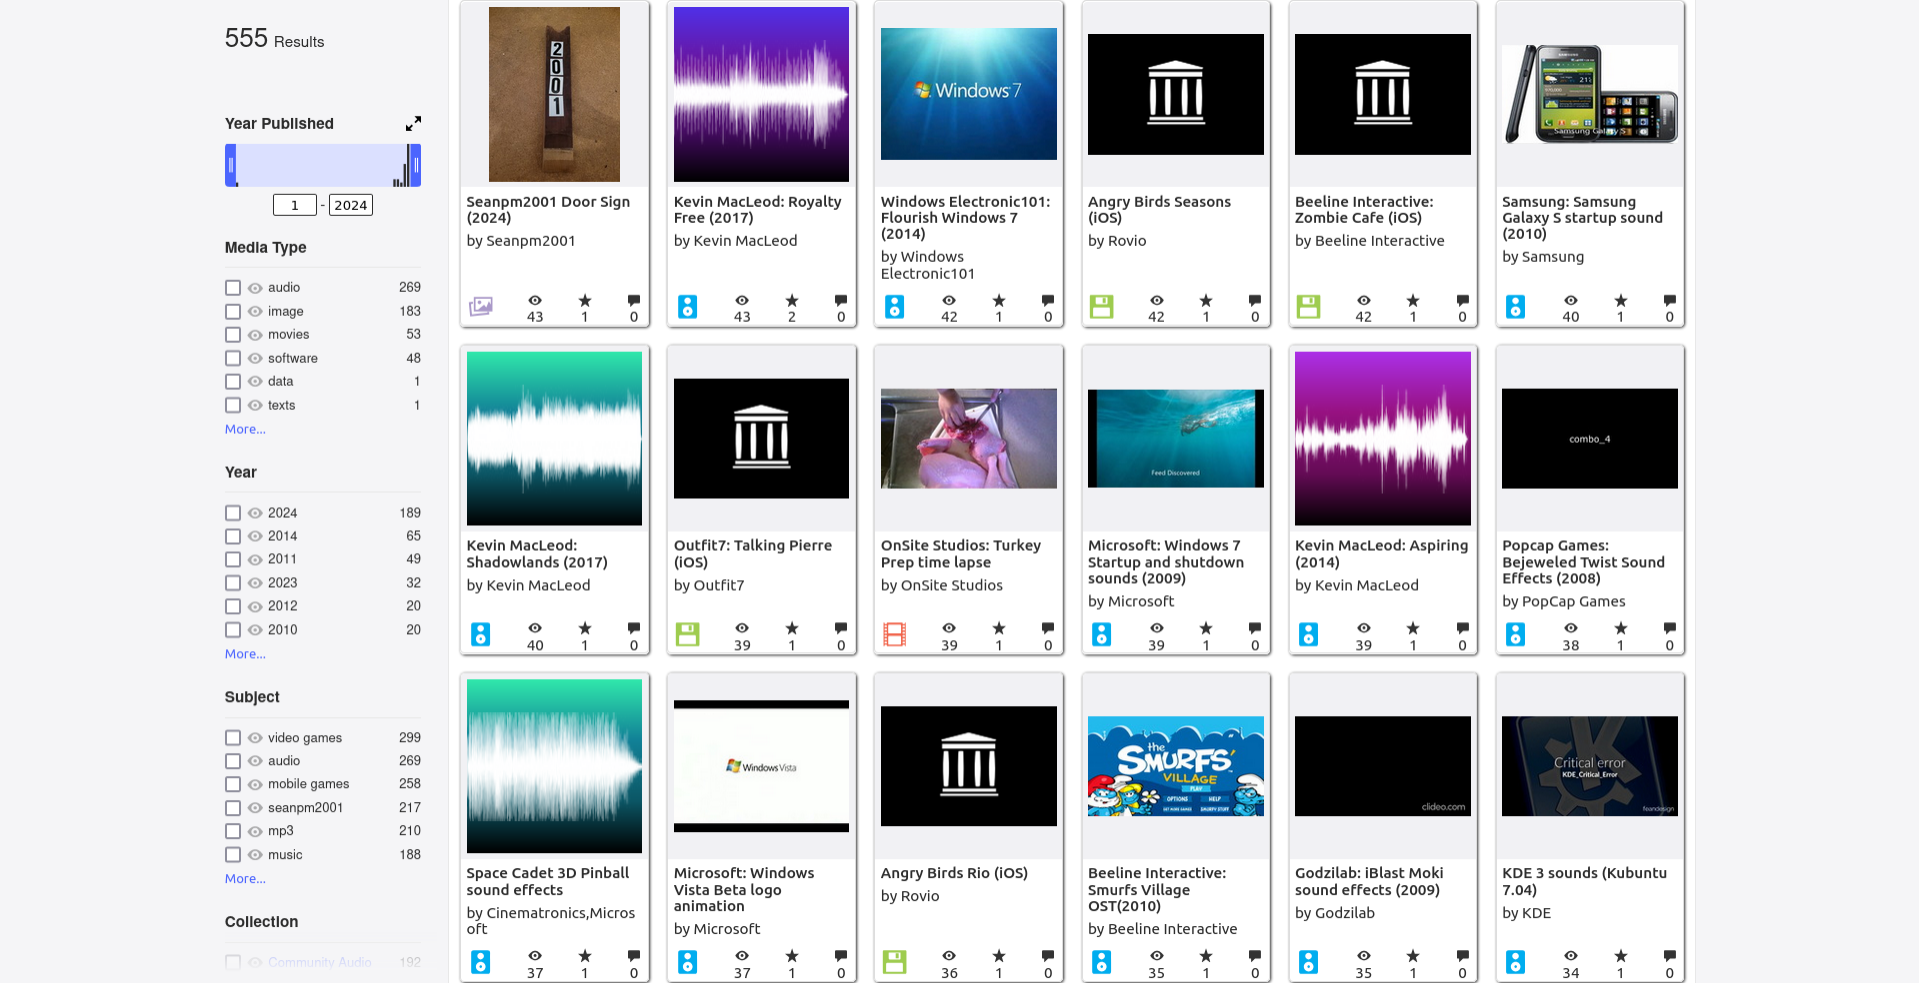 555 Results
Year Published
1 - 2024
Media Type
audio 269
image 183
movies 53
software 48
data 1
texts 1
More...
Year
2024 189
2014 65
2011 49
2023 32
2012 20
2010 20
More...
Subject
video games 299
audio 269
mobile games 258
seanpm2001 217
mp3 210
music 188
More...
Collection
Community Audio 192
2001
Seanpm2001 Door Sign
(2024)
by Seanpm2001
43 1 0
Kevin MacLeod: Royalty
Free (2017)
by Kevin MacLeod
43 2 0
Windows 7
Windows Electronic101:
Flourish Windows 7
(2014)
by Windows
Electronic101
42 1 0
Angry Birds Seasons
(iOS)
by Rovio
42 1 0
Beeline Interactive:
Zombie Cafe (iOS)
by Beeline Interactive
42 1 0
Samsung Galaxy S
Samsung: Samsung
Galaxy S startup sound
(2010)
by Samsung
40 1 0
Kevin MacLeod:
Shadowlands (2017)
by Kevin MacLeod
40 1 0
Outfit7: Talking Pierre
(iOS)
by Outfit7
39 1 0
OnSite Studios: Turkey
Prep time lapse
by OnSite Studios
39 1 0
Feed Discovered
Microsoft: Windows 7
Startup and shutdown
sounds (2009)
by Microsoft
39 1 0
Kevin MacLeod: Aspiring
(2014)
by Kevin MacLeod
39 1 0
combo_4
Popcap Games:
Bejeweled Twist Sound
Effects (2008)
by PopCap Games
38 1 0
Space Cadet 3D Pinball
sound effects
by Cinematronics,Micros
oft
37 1 0
Windows Vista
Microsoft: Windows
Vista Beta logo
animation
by Microsoft
37 1 0
Angry Birds Rio (iOS)
by Rovio
36 1 0
the
SMURFS'
VILLAGE
PLAY
OPTIONS HELP
GET MORE GAMES SMURFY STUFF
Beeline Interactive:
Smurfs Village
OST(2010)
by Beeline Interactive
35 1 0
clideo.com
Godzilab: iBlast Moki
sound effects (2009)
by Godzilab
35 1 0
Critical error
KDE_Critical_Error
feandesign
KDE 3 sounds (Kubuntu
7.04)
by KDE
34 1 0